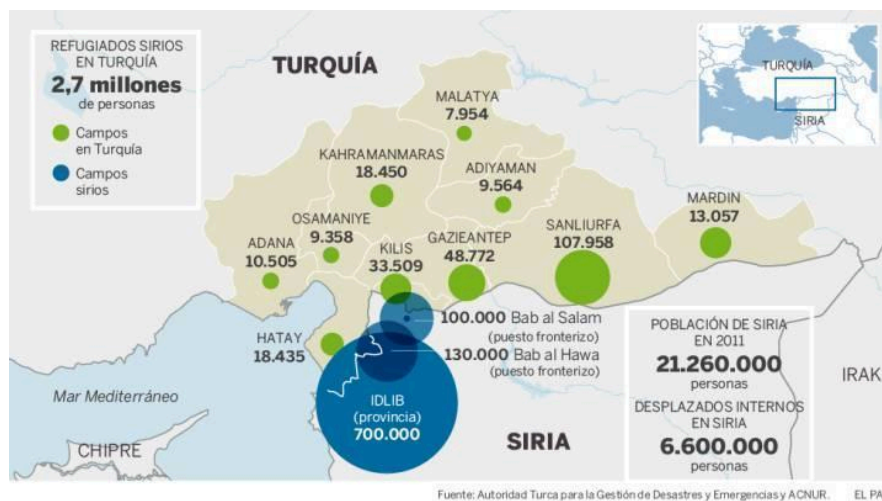 REFUGIADOS SIRIOS
EN TURQUÍA
2,7 millones
de personas
Campos
en Turquía
Campos
sirios
TURQUÍA
MALATYA
7.954
KAHRAMANMARAS
18.450
ADIYAMAN
9.564
MARDIN
13.057
OSAMANIYE
9.358
ADANA
10.505
KILIS
33.509
GAZIEANTEP
48.772
SANLIURFA
107.958
HATAY
18.435
100.000 Bab al Salam
(puesto fronterizo)
130.000 Bab al Hawa
(puesto fronterizo)
IDLIB
(provincia)
700.000
Mar Mediterráneo
CHIPRE
SIRIA
IRAK
TURQUÍA
SIRIA
POBLACIÓN DE SIRIA
EN 2011
21.260.000
personas
DESPLAZADOS INTERNOS
EN SIRIA
6.600.000
personas
Fuente: Autoridad Turca para la Gestión de Desastres y Emergencias y ACNUR.
EL PA